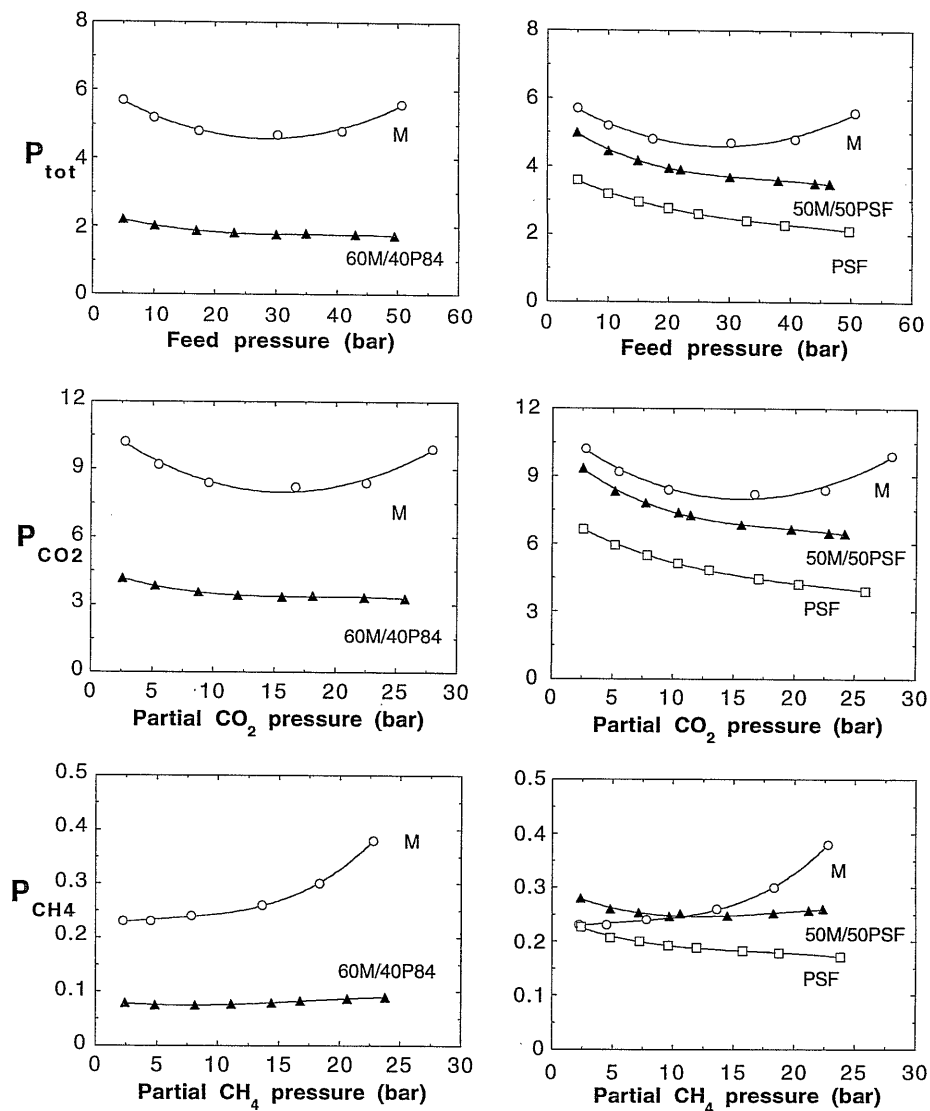 8
6
P_tot
4
2
0
M
60M/40P84
0 10 20 30 40 50 60
Feed pressure (bar)
8
6
4
2
0
M
50M/50PSF
PSF
0 10 20 30 40 50 60
Feed pressure (bar)
12
9
P_CO2
6
3
0
M
60M/40P84
0 5 10 15 20 25 30
Partial CO₂ pressure (bar)
12
9
6
3
0
M
50M/50PSF
PSF
0 5 10 15 20 25 30
Partial CO₂ pressure (bar)
0.5
0.4
P_CH4
0.3
0.2
0.1
0
M
60M/40P84
0 5 10 15 20 25 30
Partial CH₄ pressure (bar)
0.5
0.4
0.3
0.2
0.1
0
M
50M/50PSF
PSF
0 5 10 15 20 25 30
Partial CH₄ pressure (bar)